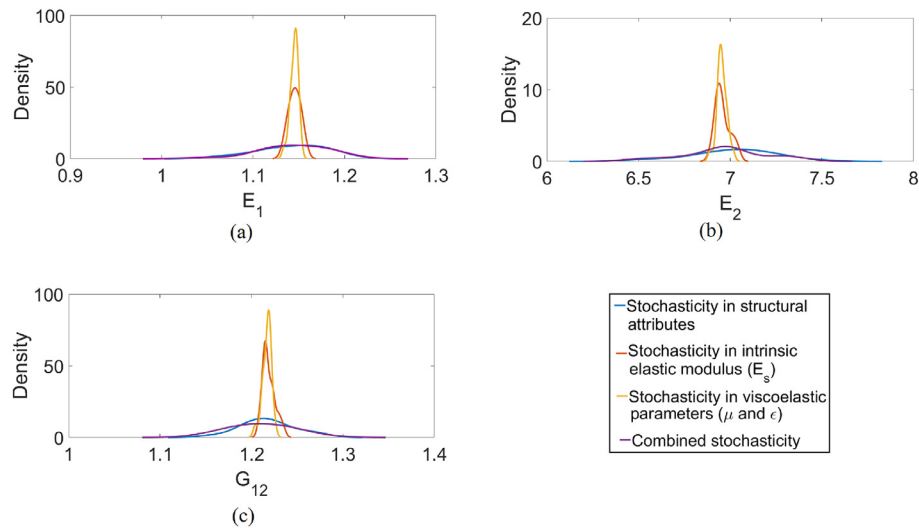 100
50
0
Density
0.9 1 1.1 1.2 1.3
E1
(a)
20
10
0
Density
6 6.5 7 7.5 8
E2
(b)
100
50
0
Density
1 1.1 1.2 1.3 1.4
G12
(c)
Stochasticity in structural
attributes
Stochasticity in intrinsic
elastic modulus (Es)
Stochasticity in viscoelastic
parameters (μ and ϵ)
Combined stochasticity